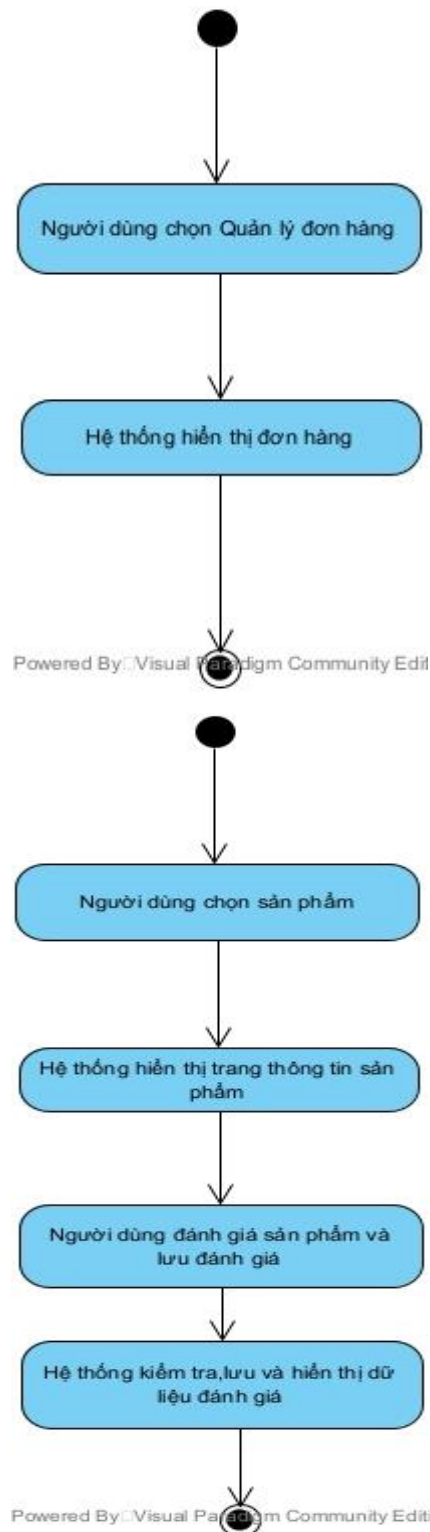 Người dùng chọn Quản lý đơn hàng
Hệ thống hiển thị đơn hàng
Powered By Visual Paradigm Community Edit
Người dùng chọn sản phẩm
Hệ thống hiển thị trang thông tin sản
phẩm
Người dùng đánh giá sản phẩm và
lưu đánh giá
Hệ thống kiểm tra,lưu và hiển thị dữ
liệu đánh giá
Powered By Visual Paradigm Community Editi